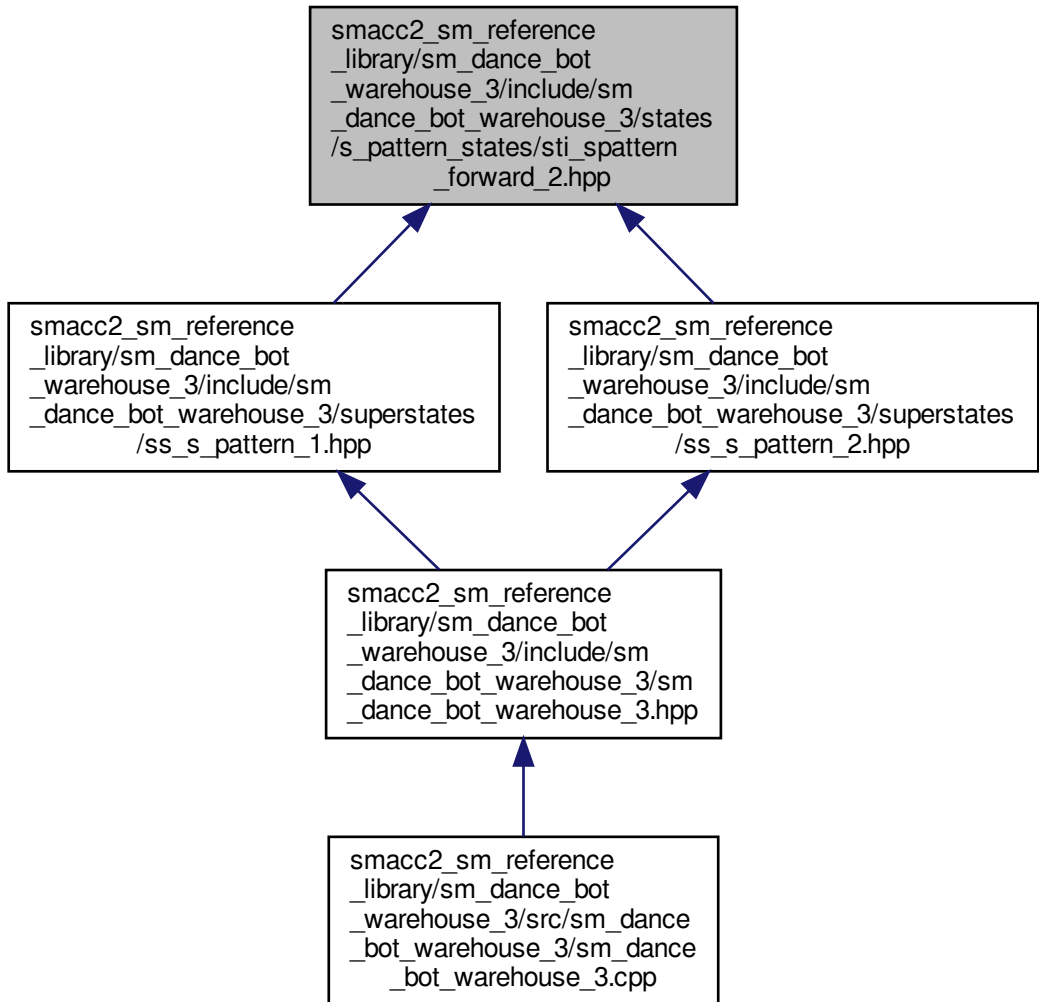 smacc2_sm_reference
_library/sm_dance_bot
_warehouse_3/include/sm
_dance_bot_warehouse_3/states
/s_pattern_states/sti_spattern
_forward_2.hpp
smacc2_sm_reference
_library/sm_dance_bot
_warehouse_3/include/sm
_dance_bot_warehouse_3/superstates
/ss_s_pattern_1.hpp
smacc2_sm_reference
_library/sm_dance_bot
_warehouse_3/include/sm
_dance_bot_warehouse_3/superstates
/ss_s_pattern_2.hpp
smacc2_sm_reference
_library/sm_dance_bot
_warehouse_3/include/sm
_dance_bot_warehouse_3/sm
_dance_bot_warehouse_3.hpp
smacc2_sm_reference
_library/sm_dance_bot
_warehouse_3/src/sm_dance
_bot_warehouse_3/sm_dance
_bot_warehouse_3.cpp